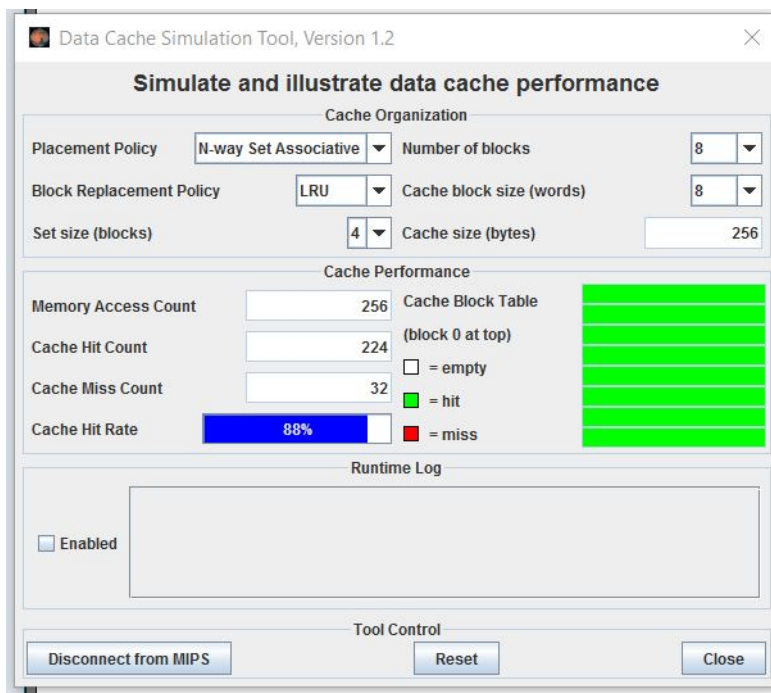 Data Cache Simulation Tool, Version 1.2
Simulate and illustrate data cache performance
Cache Organization
Placement Policy N-way Set Associative Number of blocks 8
Block Replacement Policy LRU Cache block size (words) 8
Set size (blocks) 4 Cache size (bytes) 256
Cache Performance
Memory Access Count 256 Cache Block Table
(block 0 at top)
Cache Hit Count 224
= empty
Cache Miss Count 32
= hit
Cache Hit Rate 88%
= miss
Runtime Log
Enabled
Tool Control
Disconnect from MIPS Reset Close